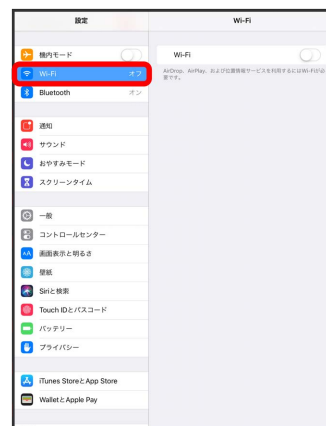 設定
機内モード
Wi-Fi オフ
Bluetooth オン
通知
サウンド
おやすみモード
スクリーンタイム
一般
コントロールセンター
AA 画面表示と明るさ
壁紙
Siriと検索
Touch IDとパスコード
バッテリー
プライバシー
iTunes StoreとApp Store
WalletとApple Pay
Wi-Fi
Wi-Fi
AirDrop、AirPlay、および位置情報サービスを利用するにはWi-Fiが必
要です。